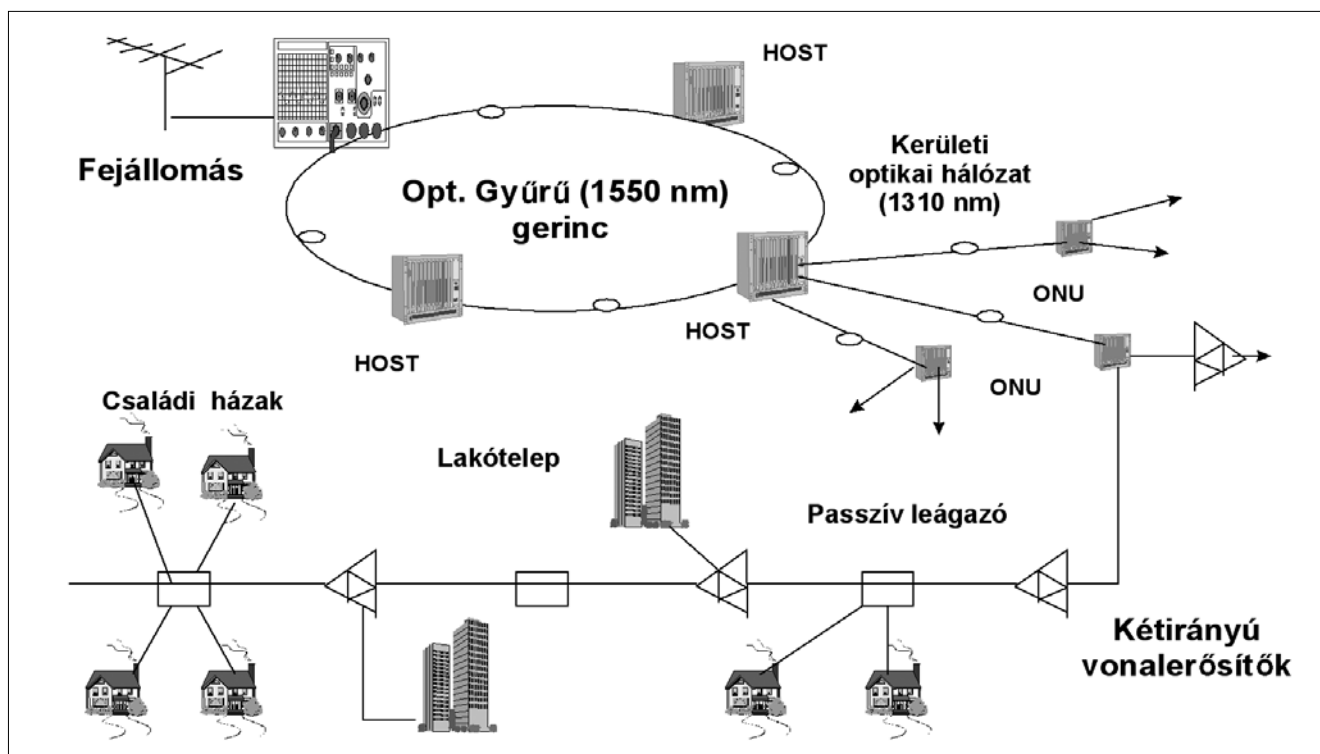 HOST
Fejállomás
Kerületi
optikai hálózat
(1310 nm)
Opt. Gyűrű (1550 nm)
gerinc
ONU
HOST
HOST
ONU
Családi házak
Lakótelep
Passzív leágazó
Kétirányú
vonalerősítők